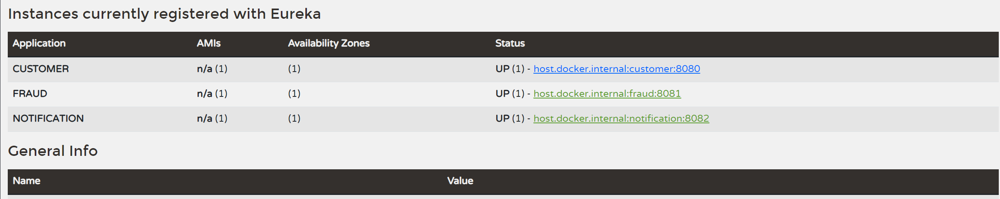 Instances currently registered with Eureka
Application AMIs Availability Zones Status
CUSTOMER n/a (1) (1) UP (1) - host.docker.internal:customer:8080
FRAUD n/a (1) (1) UP (1) - host.docker.internal:fraud:8081
NOTIFICATION n/a (1) (1) UP (1) - host.docker.internal:notification:8082
General Info
Name Value